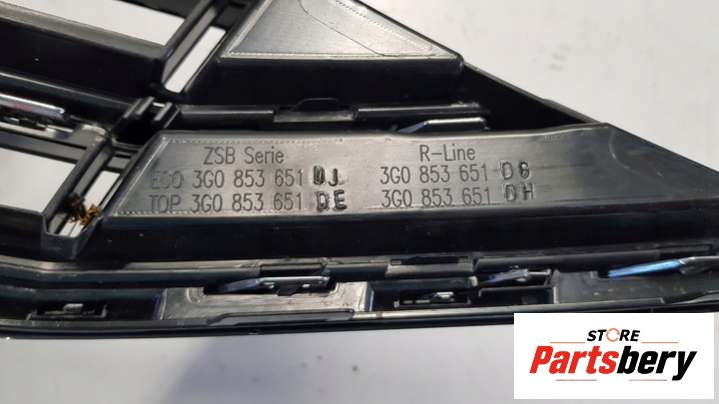 ZSB Serie R-Line
ECO 3G0 853 651 DJ 3G0 853 651 DG
TOP 3G0 853 651 DE 3G0 853 651 DH
STORE
Partsbery